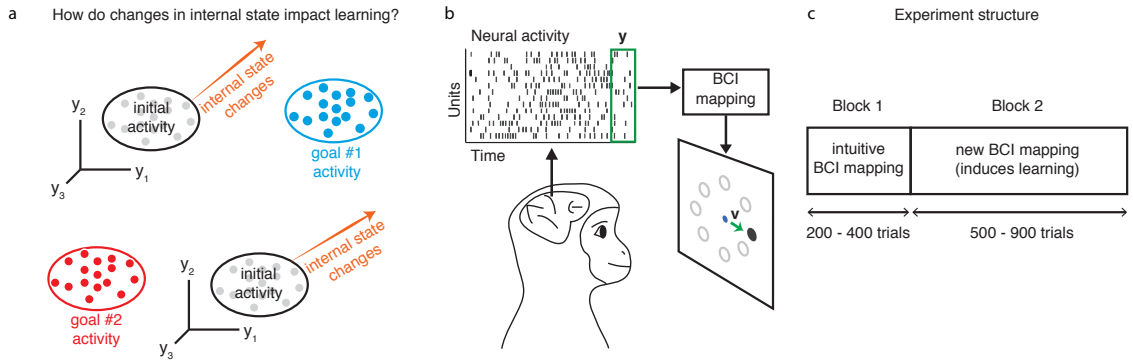 a
How do changes in internal state impact learning?
internal state
changes
initial
activity
y2
y1
y3
goal #1
activity
internal state
changes
initial
activity
goal #2
activity
y2
y1
y3
b
Neural activity
y
Units
Time
BCI
mapping
v
c
Experiment structure
Block 1
Block 2
intuitive
BCI mapping
new BCI mapping
(induces learning)
200 - 400 trials
500 - 900 trials